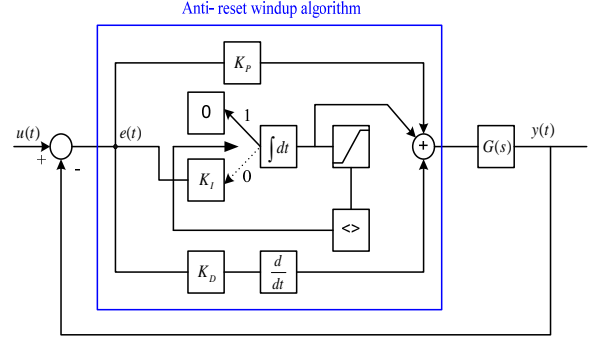 Anti- reset windup algorithm
K_P
0
1
u(t)
+
-
e(t)
∫dt
+
G(s)
y(t)
K_I
0
<>
K_D
d
dt